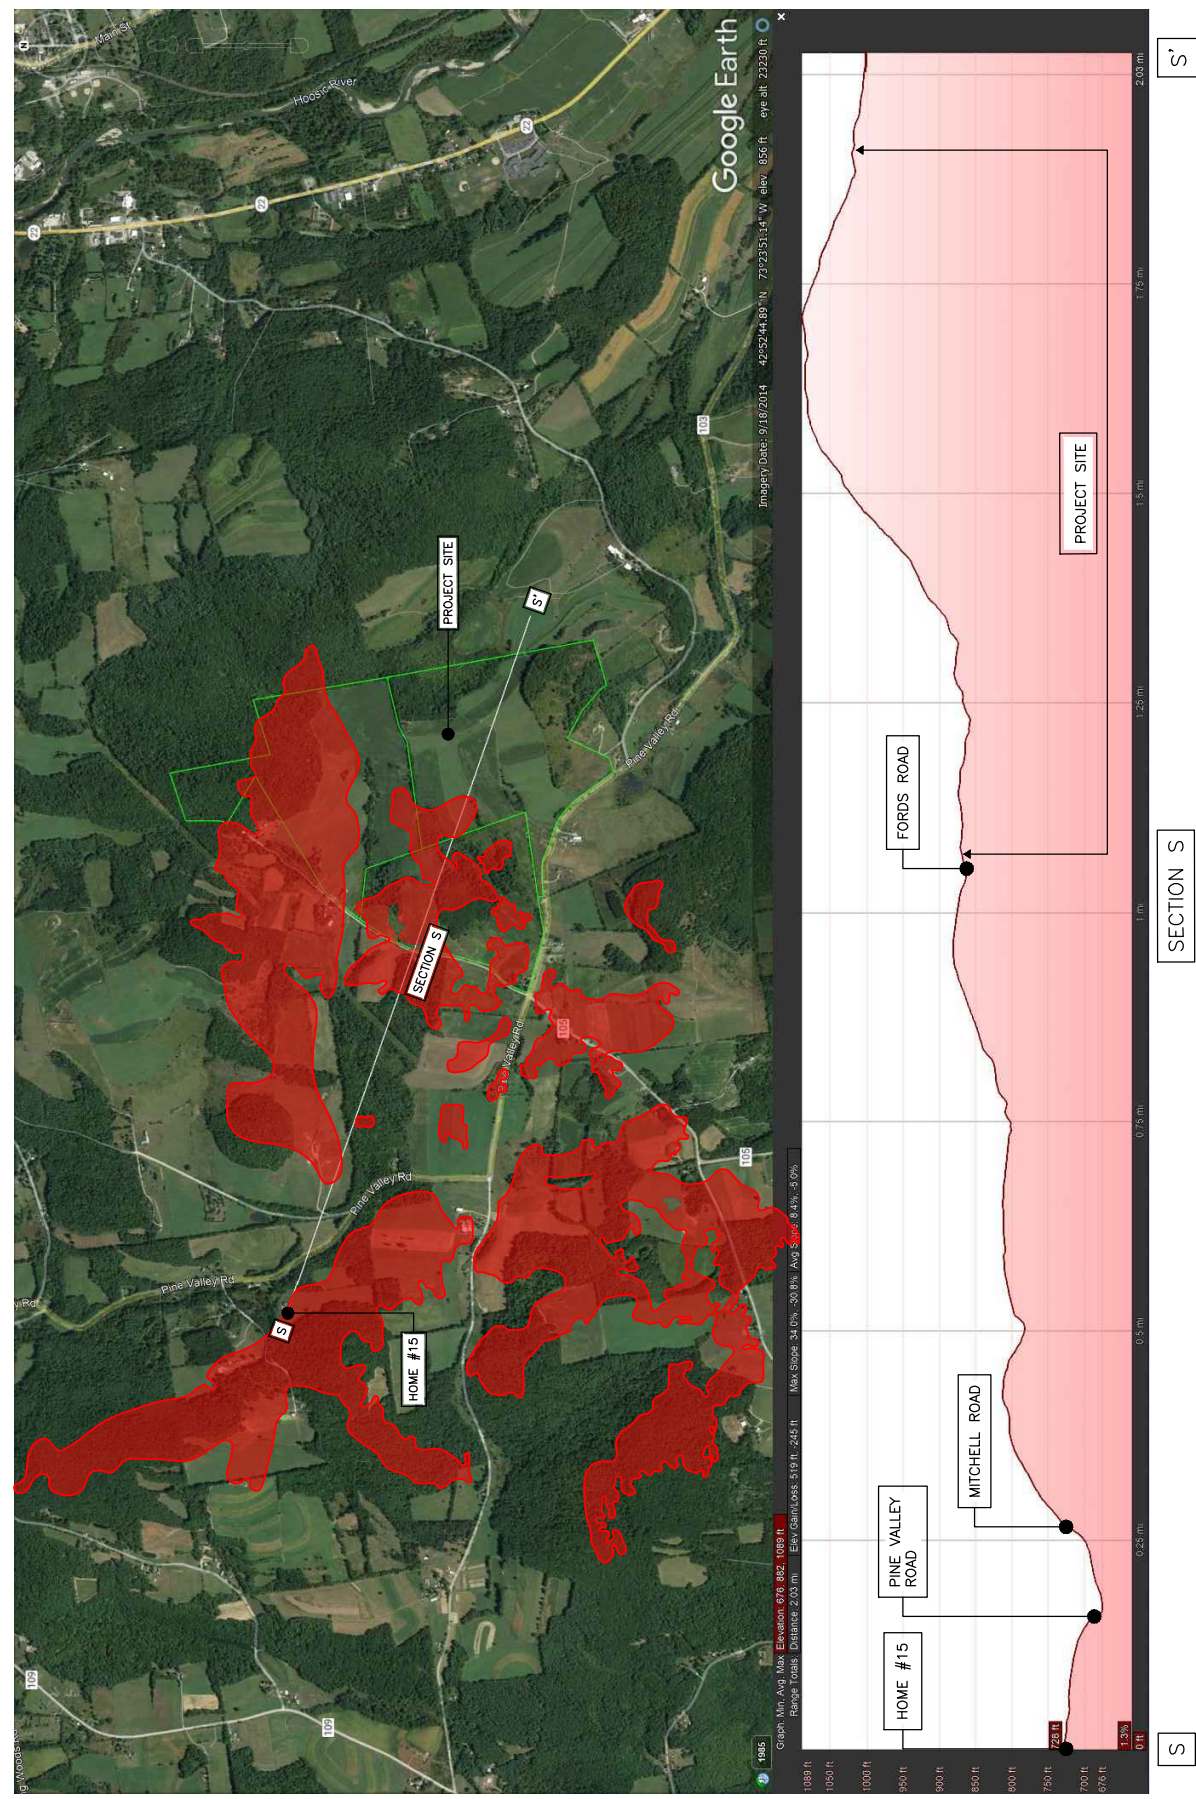 N
Main St
Hoosic River
22
22
22
103
105
105
109
109
Pine Valley Rd
Pine Valley Rd
Pine Valley Rd
Pine Valley Rd
y Rd
S
HOME #15
SECTION S
PROJECT SITE
S'
1985
Imagery Date: 9/18/2014 42°52'44.89" N 73°23'51.14" W elev 856 ft eye alt 23230 ft
Google Earth
Graph: Min, Avg, Max Elevation: 676, 882, 1089 ft
Range Totals: Distance: 2.03 mi Elev Gain/Loss: 519 ft, -245 ft Max Slope: 34.0%, -30.8% Avg Slope: 8.4%, -5.0%
1089 ft
1050 ft
1000 ft
950 ft
900 ft
850 ft
800 ft
750 ft
700 ft
676 ft
728 ft
1.3%
0 ft
0.25 mi
0.5 mi
0.75 mi
1 mi
1.25 mi
1.5 mi
1.75 mi
2.03 mi
HOME #15
PINE VALLEY
ROAD
MITCHELL ROAD
FORDS ROAD
PROJECT SITE
S
SECTION S
S'